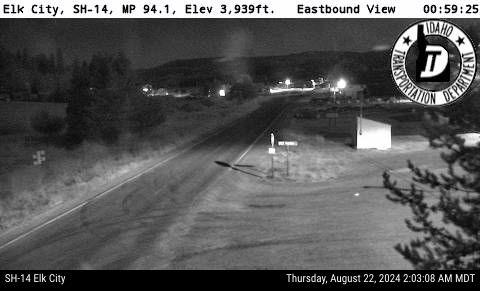 Elk City, SH-14, MP 94.1, Elev 3,939ft. Eastbound View 00:59:25
IDAHO
TRANSPORTATION DEPARTMENT
SH-14 Elk City Thursday, August 22, 2024 2:03:08 AM MDT